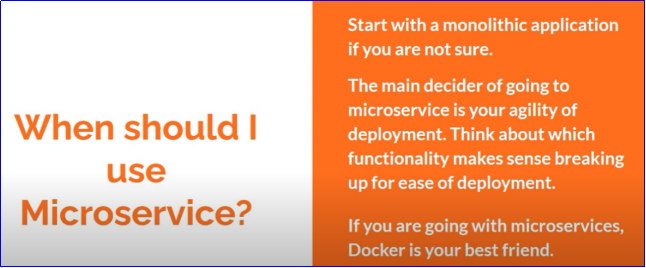 When should I
use
Microservice?
Start with a monolithic application
if you are not sure.
The main decider of going to
microservice is your agility of
deployment. Think about which
functionality makes sense breaking
up for ease of deployment.
If you are going with microservices,
Docker is your best friend.